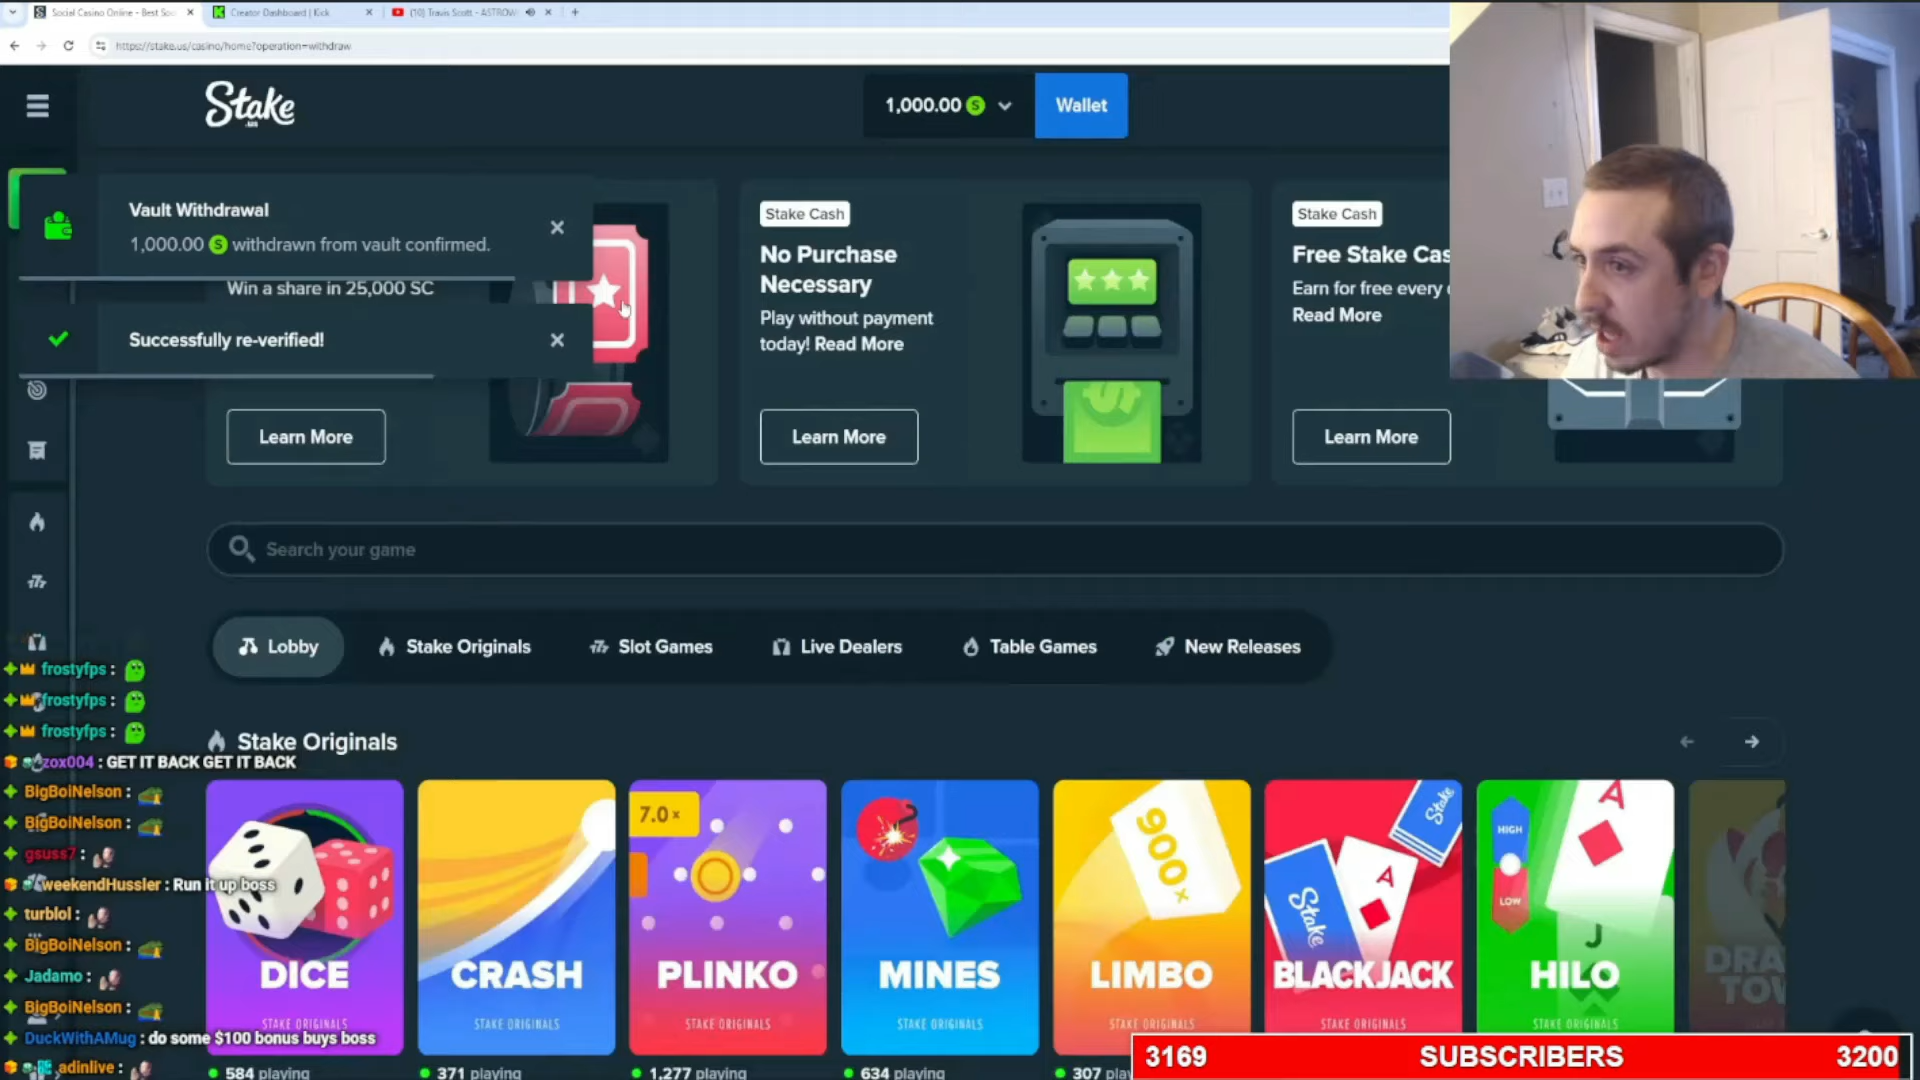 Social Casino Online - Best Soc
Creator Dashboard | Kick
(10) Travis Scott - ASTROW
https://stake.us/casino/home?operation=withdraw
Stake
.US
1,000.00 S
Wallet
Vault Withdrawal
1,000.00 S withdrawn from vault confirmed.
Win a share in 25,000 SC
Successfully re-verified!
Learn More
Stake Cash
No Purchase
Necessary
Play without payment
today! Read More
Learn More
Stake Cash
Free Stake Cas
Earn for free every
Read More
Learn More
Search your game
Lobby
Stake Originals
Slot Games
Live Dealers
Table Games
New Releases
Stake Originals
DICE
STAKE ORIGINALS
CRASH
STAKE ORIGINALS
7.0x
PLINKO
STAKE ORIGINALS
MINES
STAKE ORIGINALS
900x
LIMBO
STAKE ORIGINALS
Stake
Stake
A
BLACKJACK
STAKE ORIGINALS
HIGH
LOW
A
J
HILO
STAKE ORIGINALS
DRA
TOW
584 playing
371 playing
1,277 playing
634 playing
307 play
frostyfps :
frostyfps :
frostyfps :
zox004 : GET IT BACK GET IT BACK
BigBoiNelson :
BigBoiNelson :
gsuss7 :
weekendHussler : Run it up boss
turblol :
BigBoiNelson :
Jadamo :
BigBoiNelson :
DuckWithAMug : do some $100 bonus buys boss
adinlive :
3169 SUBSCRIBERS 3200